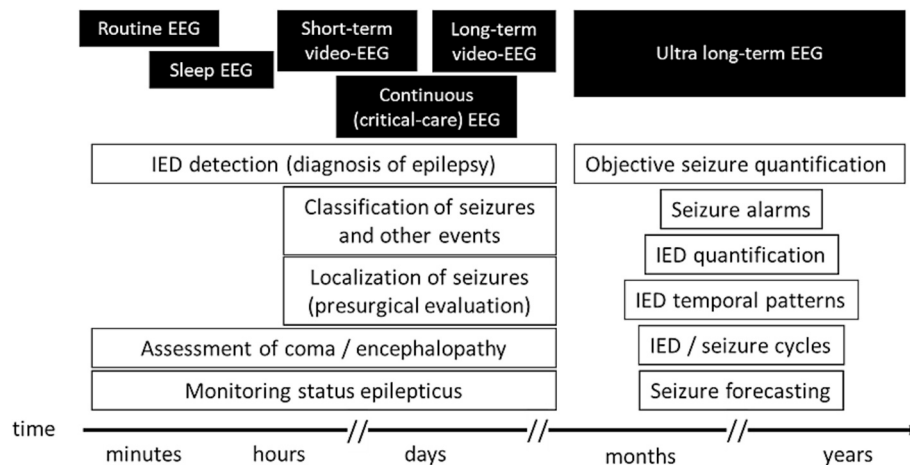 Routine EEG
Sleep EEG
Short-term
video-EEG
Long-term
video-EEG
Continuous
(critical-care) EEG
Ultra long-term EEG
IED detection (diagnosis of epilepsy)
Classification of seizures
and other events
Localization of seizures
(presurgical evaluation)
Assessment of coma / encephalopathy
Monitoring status epilepticus
Objective seizure quantification
Seizure alarms
IED quantification
IED temporal patterns
IED / seizure cycles
Seizure forecasting
time
minutes
hours
days
months
years